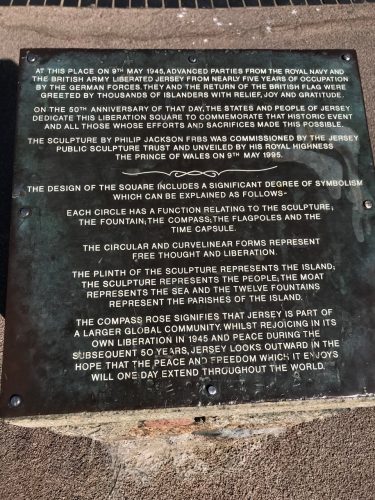 AT THIS PLACE ON 9TH MAY 1945, ADVANCED PARTIES FROM THE ROYAL NAVY AND
THE BRITISH ARMY LIBERATED JERSEY FROM NEARLY FIVE YEARS OF OCCUPATION
BY THE GERMAN FORCES. THEY AND THE RETURN OF THE BRITISH FLAG WERE
GREETED BY THOUSANDS OF ISLANDERS WITH RELIEF, JOY AND GRATITUDE.
ON THE 50TH ANNIVERSARY OF THAT DAY, THE STATES AND PEOPLE OF JERSEY
DEDICATE THIS LIBERATION SQUARE TO COMMEMORATE THAT HISTORIC EVENT
AND ALL THOSE WHOSE EFFORTS AND SACRIFICES MADE THIS POSSIBLE.
THE SCULPTURE BY PHILIP JACKSON FRBS WAS COMMISSIONED BY THE JERSEY
PUBLIC SCULPTURE TRUST AND UNVEILED BY HIS ROYAL HIGHNESS
THE PRINCE OF WALES ON 9TH MAY 1995.
THE DESIGN OF THE SQUARE INCLUDES A SIGNIFICANT DEGREE OF SYMBOLISM
WHICH CAN BE EXPLAINED AS FOLLOWS-
EACH CIRCLE HAS A FUNCTION RELATING TO THE SCULPTURE;
THE FOUNTAIN; THE COMPASS; THE FLAGPOLES AND THE
TIME CAPSULE.
THE CIRCULAR AND CURVELINEAR FORMS REPRESENT
FREE THOUGHT AND LIBERATION.
THE PLINTH OF THE SCULPTURE REPRESENTS THE ISLAND;
THE SCULPTURE REPRESENTS THE PEOPLE; THE MOAT
REPRESENTS THE SEA AND THE TWELVE FOUNTAINS
REPRESENT THE PARISHES OF THE ISLAND.
THE COMPASS ROSE SIGNIFIES THAT JERSEY IS PART OF
A LARGER GLOBAL COMMUNITY. WHILST REJOICING IN ITS
OWN LIBERATION IN 1945 AND PEACE DURING THE
SUBSEQUENT 50 YEARS, JERSEY LOOKS OUTWARD IN THE
HOPE THAT THE PEACE AND FREEDOM WHICH IT ENJOYS
WILL ONE DAY EXTEND THROUGHOUT THE WORLD.